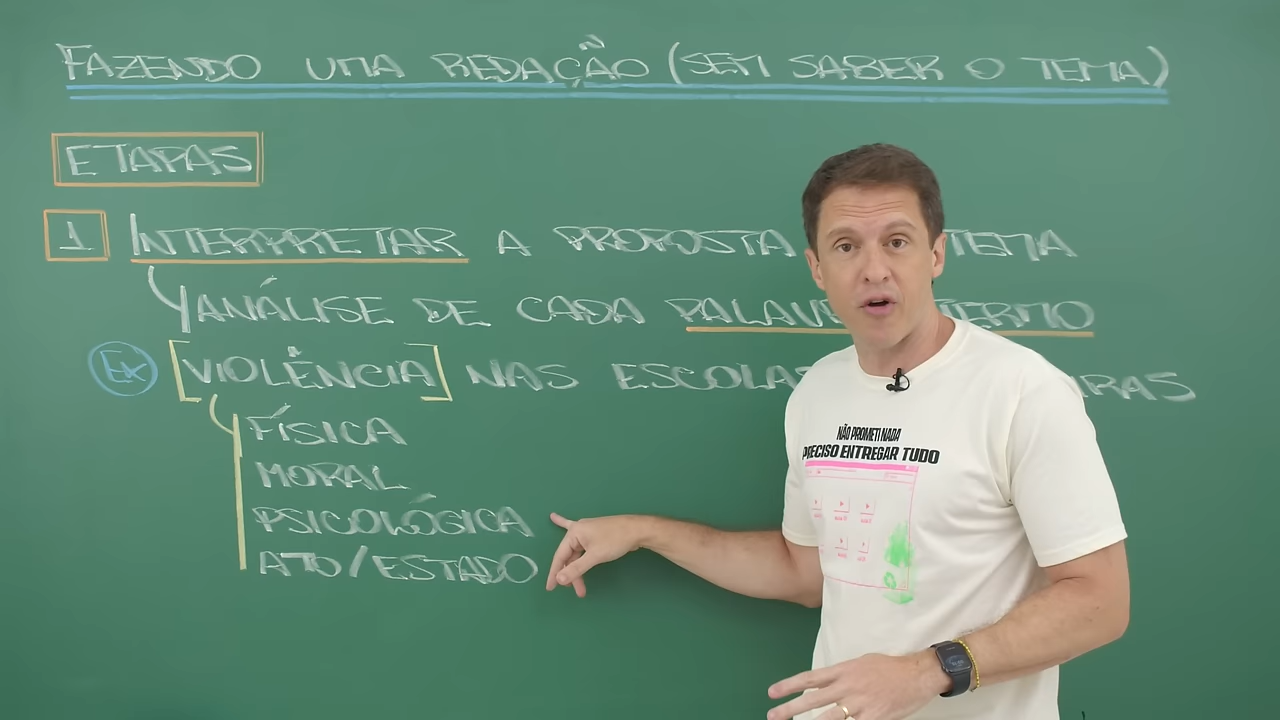 FAZENDO UMA REDAÇÃO (SEM SABER O TEMA)
ETAPAS
1 INTERPRETAR A PROPOSTA TEMA
ANÁLISE DE CADA TERMO
EX [VIOLÊNCIA] NAS ESCOLAS
FÍSICA
MORAL
PSICOLÓGICA
ATO/ESTADO
NÃO PROMETI NADA
PRECISO ENTREGAR TUDO